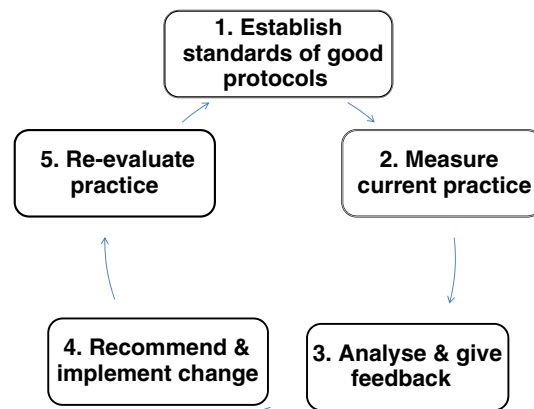 1. Establish
standards of good
protocols
2. Measure
current practice
3. Analyse & give
feedback
4. Recommend &
implement change
5. Re-evaluate
practice